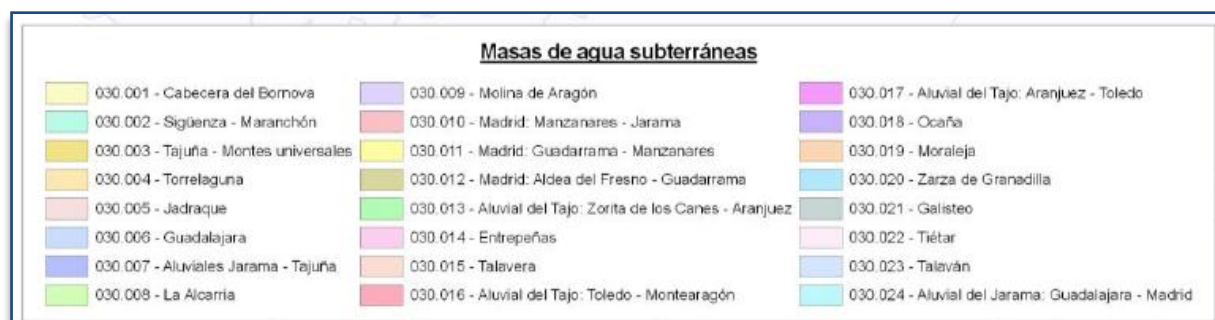 Masas de agua subterráneas
030.001 - Cabecera del Bornova
030.002 - Sigüenza - Maranchón
030.003 - Tajuña - Montes universales
030.004 - Torrelaguna
030.005 - Jadraque
030.006 - Guadalajara
030.007 - Aluviales Jarama - Tajuña
030.008 - La Alcarria
030.009 - Molina de Aragón
030.010 - Madrid: Manzanares - Jarama
030.011 - Madrid: Guadarrama - Manzanares
030.012 - Madrid: Aldea del Fresno - Guadarrama
030.013 - Aluvial del Tajo: Zorita de los Canes - Aranjuez
030.014 - Entrepeñas
030.015 - Talavera
030.016 - Aluvial del Tajo: Toledo - Montearagón
030.017 - Aluvial del Tajo: Aranjuez - Toledo
030.018 - Ocaña
030.019 - Moraleja
030.020 - Zarza de Granadilla
030.021 - Galisteo
030.022 - Tiétar
030.023 - Talaván
030.024 - Aluvial del Jarama: Guadalajara - Madrid